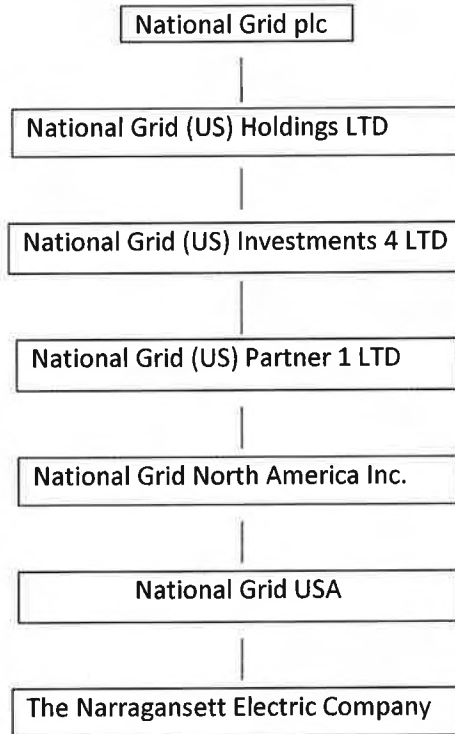 National Grid plc
National Grid (US) Holdings LTD
National Grid (US) Investments 4 LTD
National Grid (US) Partner 1 LTD
National Grid North America Inc.
National Grid USA
The Narragansett Electric Company